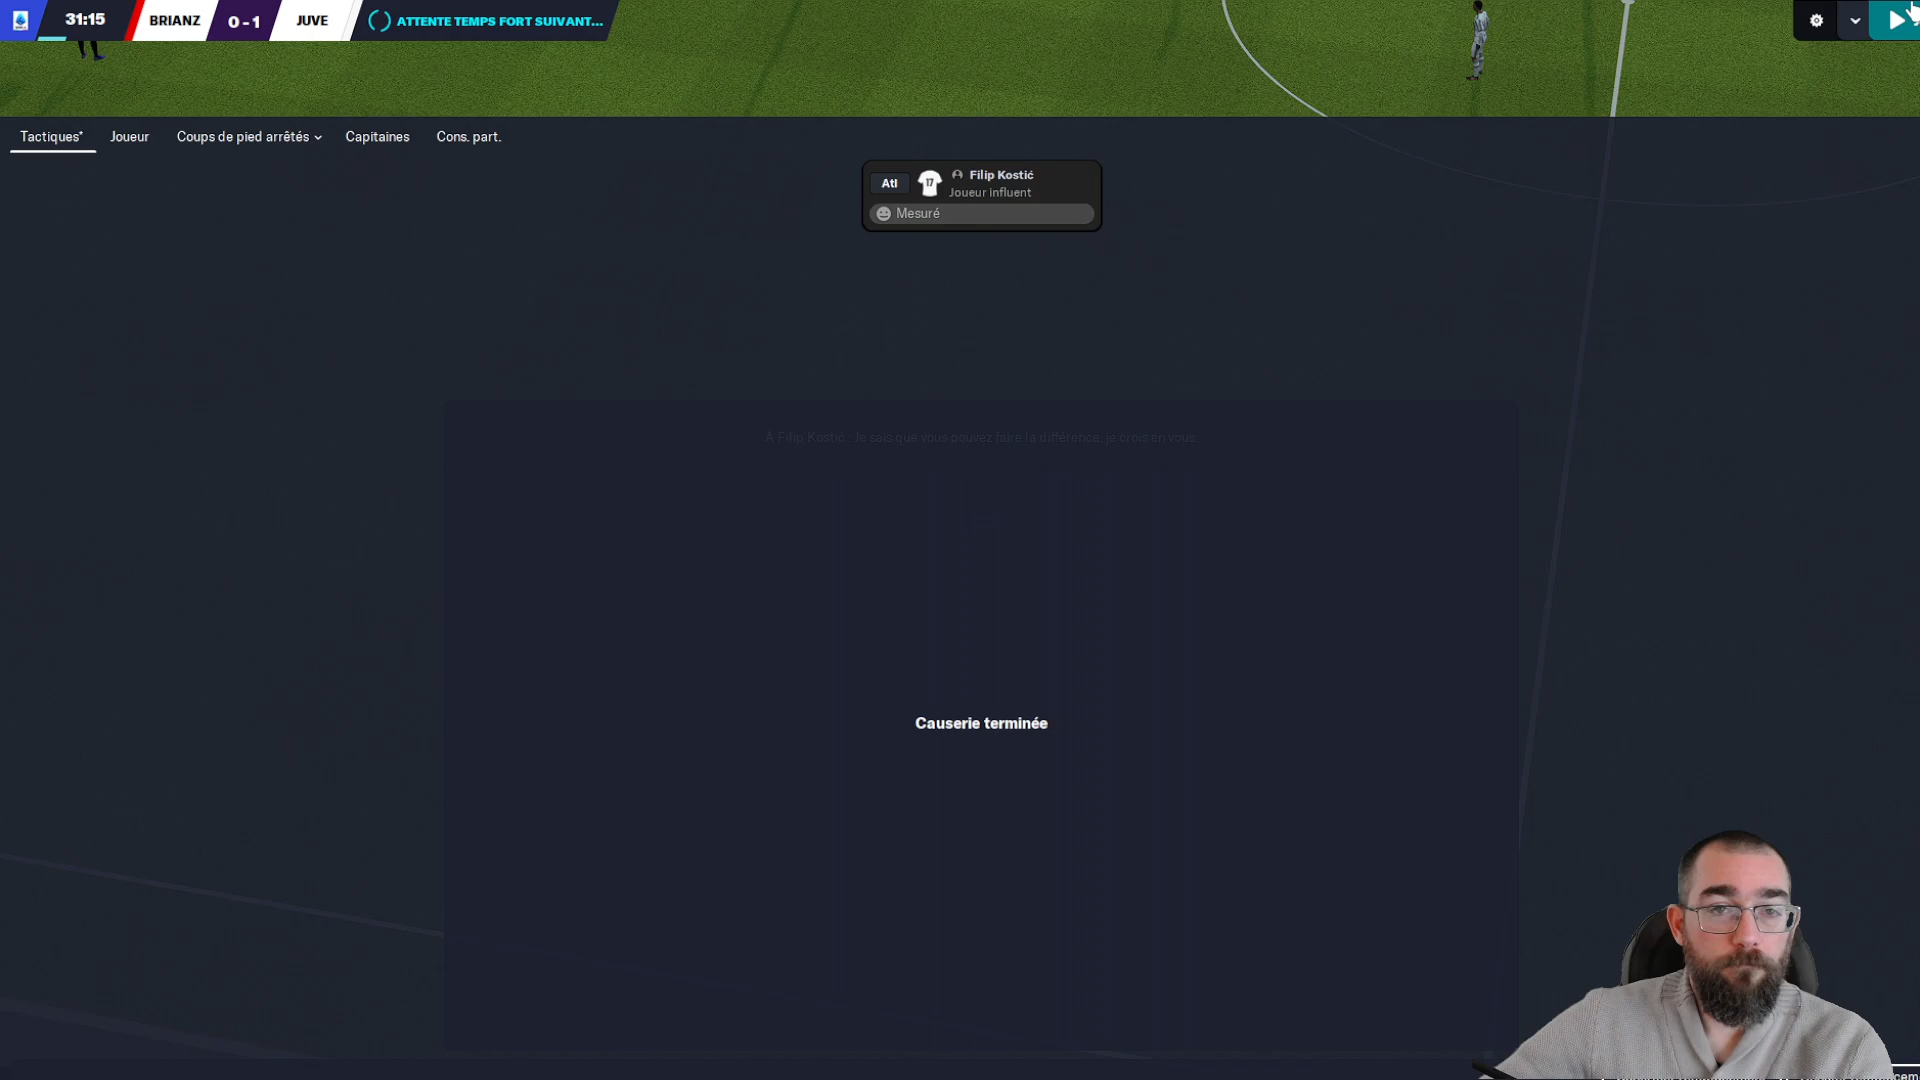 31:15 BRIANZ 0 - 1 JUVE ATTENTE TEMPS FORT SUIVANT...
Tactiques* Joueur Coups de pied arrêtés Capitaines Cons. part.
Atl 17 Filip Kostić
Joueur influent
Mesuré
À Filip Kostić : Je sais que vous pouvez faire la différence, je crois en vous.
Causerie terminée